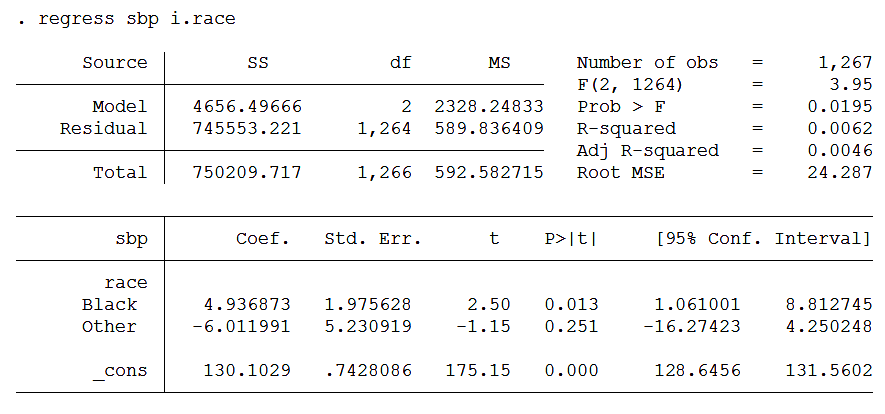 . regress sbp i.race
Source SS df MS Number of obs = 1,267
F(2, 1264) = 3.95
Model 4656.49666 2 2328.24833 Prob > F = 0.0195
Residual 745553.221 1,264 589.836409 R-squared = 0.0062
Adj R-squared = 0.0046
Total 750209.717 1,266 592.582715 Root MSE = 24.287
sbp Coef. Std. Err. t P>|t| [95% Conf. Interval]
race
Black 4.936873 1.975628 2.50 0.013 1.061001 8.812745
Other -6.011991 5.230919 -1.15 0.251 -16.27423 4.250248
_cons 130.1029 .7428086 175.15 0.000 128.6456 131.5602